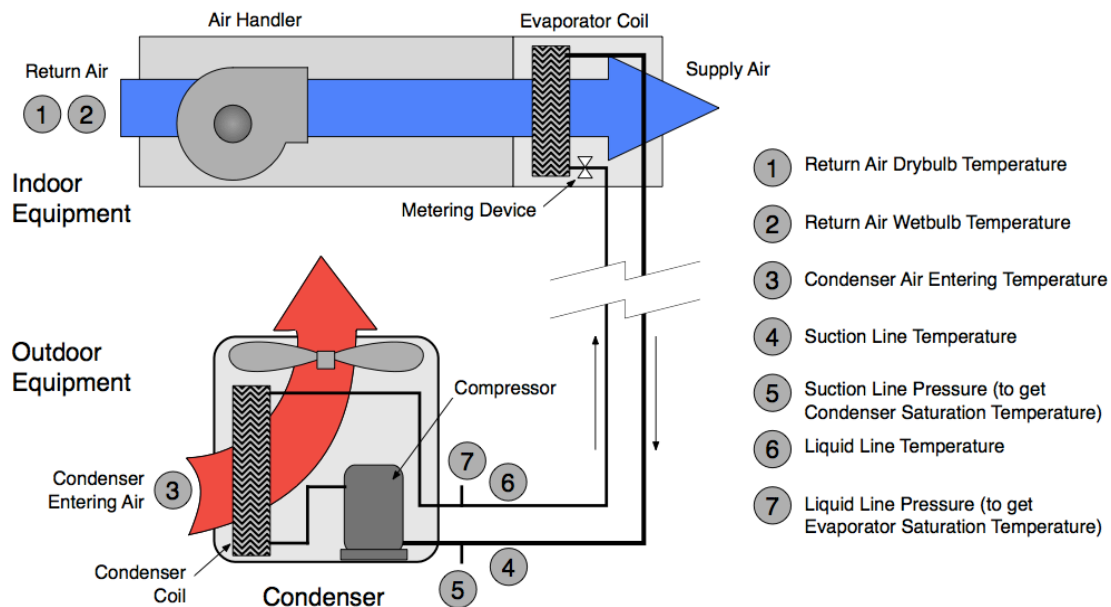 Air Handler
Evaporator Coil
Return Air
Supply Air
1 2
Indoor
Equipment
Metering Device
1 Return Air Drybulb Temperature
2 Return Air Wetbulb Temperature
3 Condenser Air Entering Temperature
4 Suction Line Temperature
5 Suction Line Pressure (to get
Condenser Saturation Temperature)
6 Liquid Line Temperature
7 Liquid Line Pressure (to get
Evaporator Saturation Temperature)
Outdoor
Equipment
Compressor
7
6
Condenser
Entering Air
3
4
5
Condenser
Coil
Condenser